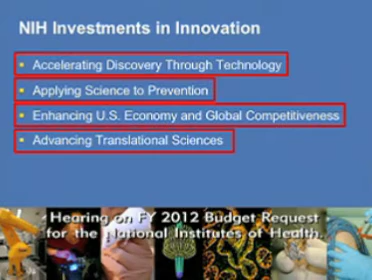 NIH Investments in Innovation
Accelerating Discovery Through Technology
Applying Science to Prevention
Enhancing U.S. Economy and Global Competitiveness
Advancing Translational Sciences
Hearing on FY 2012 Budget Request
for the National Institutes of Health.